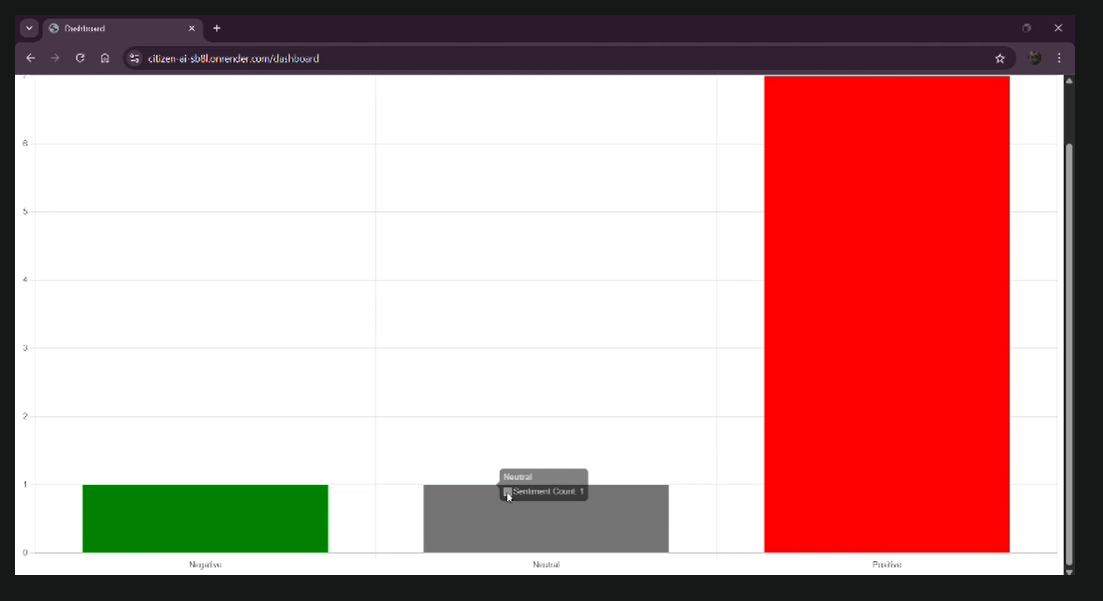 Dashboard
citizen-ai-sb8l.onrender.com/dashboard
6
5
4
3
2
1
0
Neutral
Sentiment Count: 1
Negative
Neutral
Positive